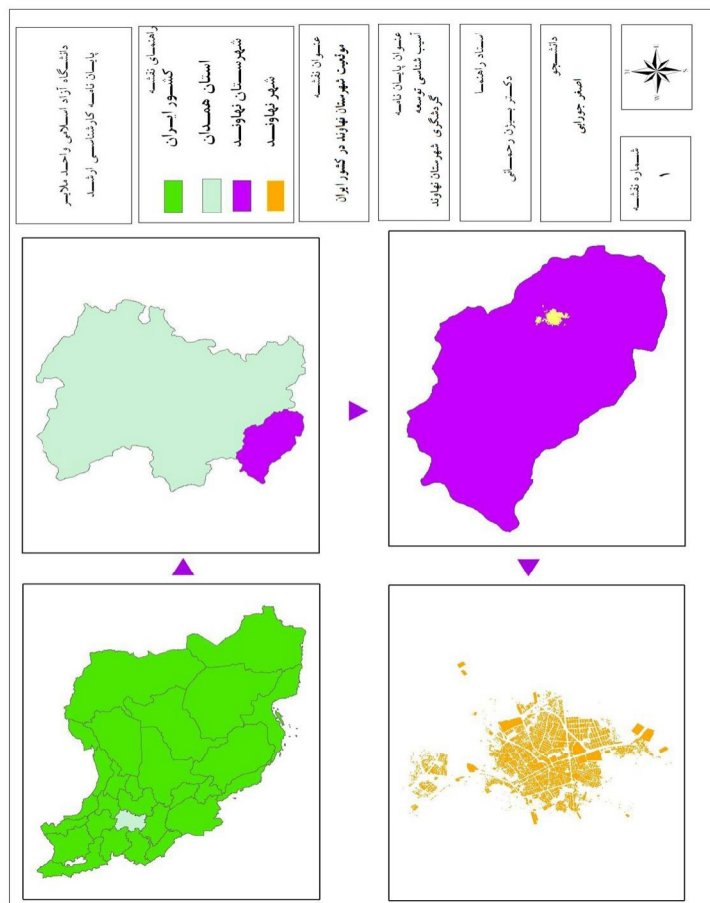 دانشگاه آزاد اسلامی واحد ملایر
پایان نامه کارشناسی ارشد
راهنمای نقشه
کشور ایران
استان همدان
شهرستان نهاوند
شهر نهاوند
عنوان نقشه
موقعیت شهرستان نهاوند در کشور ایران
عنوان پایان نامه
آسیب شناسی توسعه
گردشگری شهرستان نهاوند
استاد راهنما
دکتر بیژن رحمانی
دانشجو
اصغر جورابی
شماره نقشه
۱
N
E
S
W